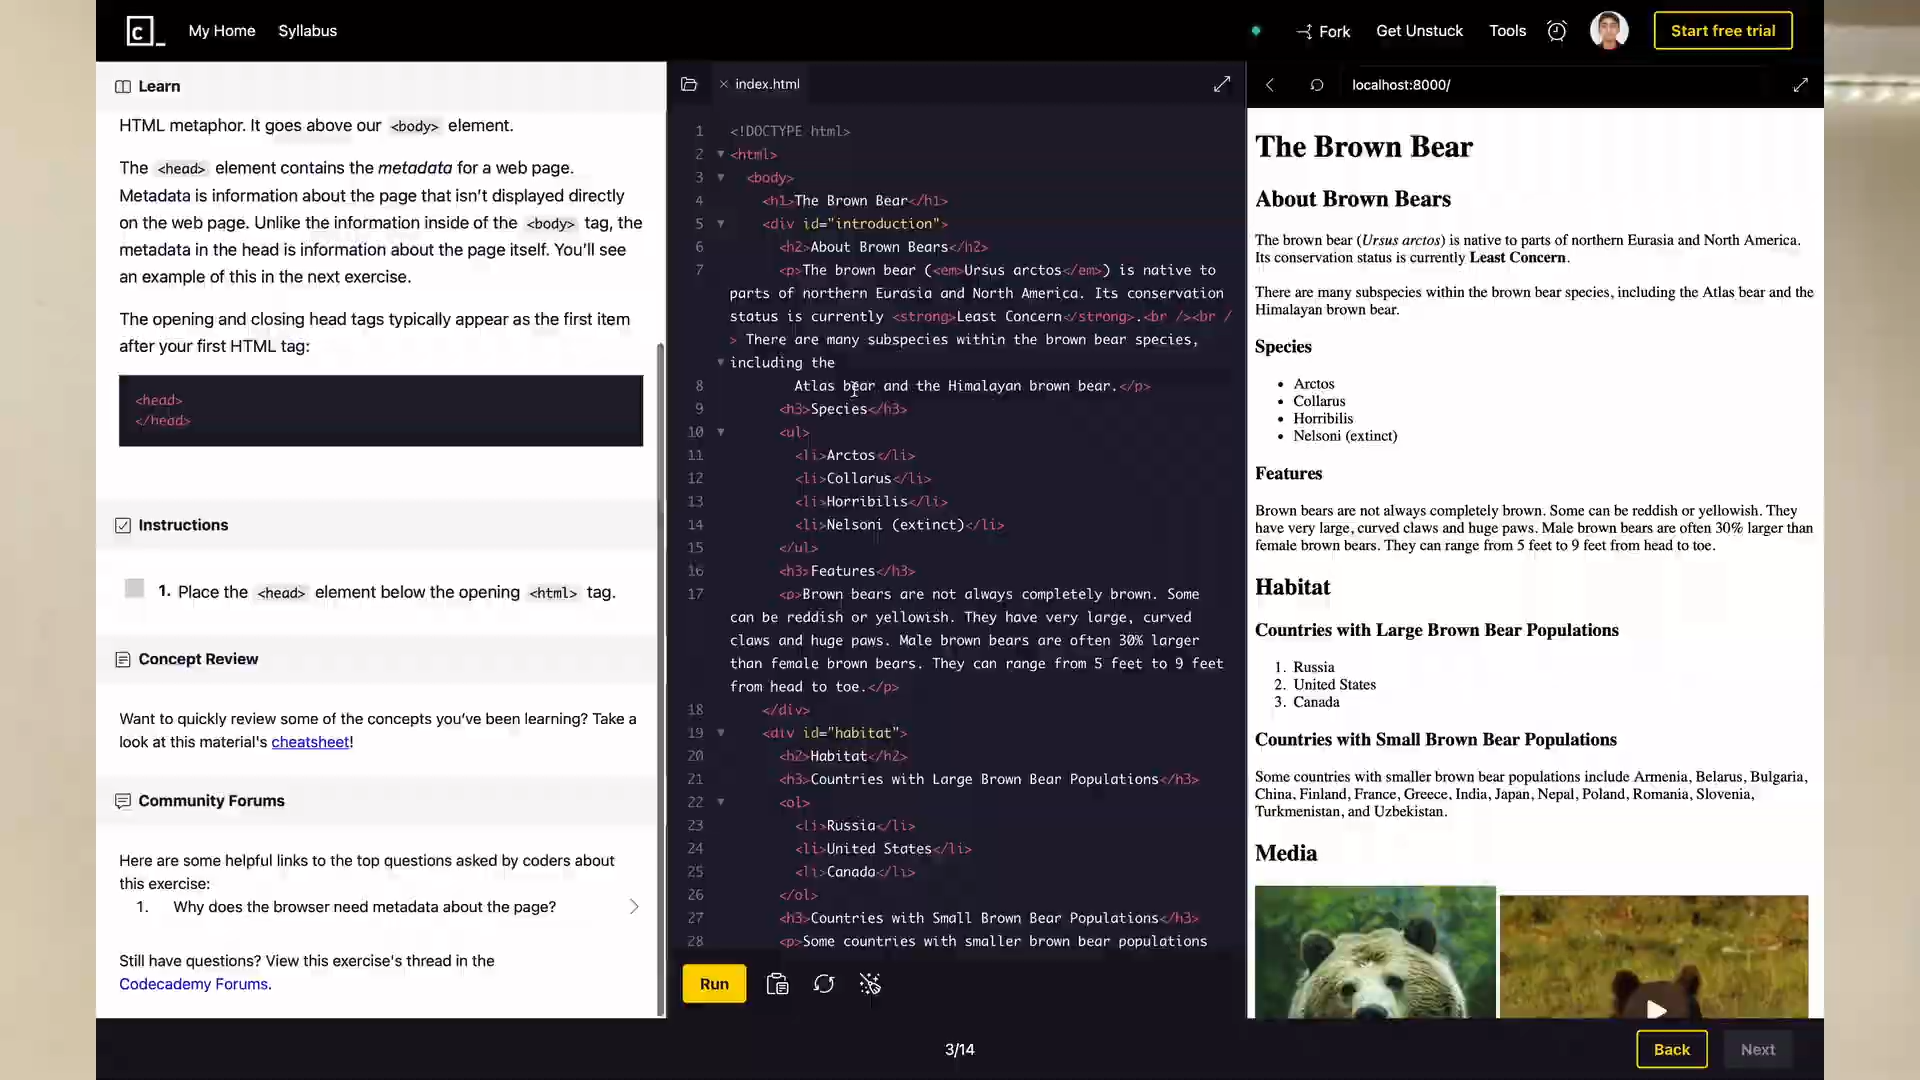 c_
My Home
Syllabus
Fork
Get Unstuck
Tools
Start free trial
Learn
HTML metaphor. It goes above our <body> element.
The <head> element contains the metadata for a web page.
Metadata is information about the page that isn't displayed directly
on the web page. Unlike the information inside of the <body> tag, the
metadata in the head is information about the page itself. You'll see
an example of this in the next exercise.
The opening and closing head tags typically appear as the first item
after your first HTML tag:
<head>
</head>
Instructions
1. Place the <head> element below the opening <html> tag.
Concept Review
Want to quickly review some of the concepts you've been learning? Take a
look at this material's cheatsheet!
Community Forums
Here are some helpful links to the top questions asked by coders about
this exercise:
1. Why does the browser need metadata about the page?
Still have questions? View this exercise's thread in the
Codecademy Forums.
index.html
1 <!DOCTYPE html>
2 <html>
3 <body>
4 <h1>The Brown Bear</h1>
5 <div id="introduction">
6 <h2>About Brown Bears</h2>
7 <p>The brown bear (<em>Ursus arctos</em>) is native to
parts of northern Eurasia and North America. Its conservation
status is currently <strong>Least Concern</strong>.<br /><br /
> There are many subspecies within the brown bear species,
including the
8 Atlas bear and the Himalayan brown bear.</p>
9 <h3>Species</h3>
10 <ul>
11 <li>Arctos</li>
12 <li>Collarus</li>
13 <li>Horribilis</li>
14 <li>Nelsoni (extinct)</li>
15 </ul>
16 <h3>Features</h3>
17 <p>Brown bears are not always completely brown. Some
can be reddish or yellowish. They have very large, curved
claws and huge paws. Male brown bears are often 30% larger
than female brown bears. They can range from 5 feet to 9 feet
from head to toe.</p>
18 </div>
19 <div id="habitat">
20 <h2>Habitat</h2>
21 <h3>Countries with Large Brown Bear Populations</h3>
22 <ol>
23 <li>Russia</li>
24 <li>United States</li>
25 <li>Canada</li>
26 </ol>
27 <h3>Countries with Small Brown Bear Populations</h3>
28 <p>Some countries with smaller brown bear populations
Run
localhost:8000/
The Brown Bear
About Brown Bears
The brown bear (Ursus arctos) is native to parts of northern Eurasia and North America.
Its conservation status is currently Least Concern.
There are many subspecies within the brown bear species, including the Atlas bear and the
Himalayan brown bear.
Species
• Arctos
• Collarus
• Horribilis
• Nelsoni (extinct)
Features
Brown bears are not always completely brown. Some can be reddish or yellowish. They
have very large, curved claws and huge paws. Male brown bears are often 30% larger than
female brown bears. They can range from 5 feet to 9 feet from head to toe.
Habitat
Countries with Large Brown Bear Populations
1. Russia
2. United States
3. Canada
Countries with Small Brown Bear Populations
Some countries with smaller brown bear populations include Armenia, Belarus, Bulgaria,
China, Finland, France, Greece, India, Japan, Nepal, Poland, Romania, Slovenia,
Turkmenistan, and Uzbekistan.
Media
3/14
Back
Next